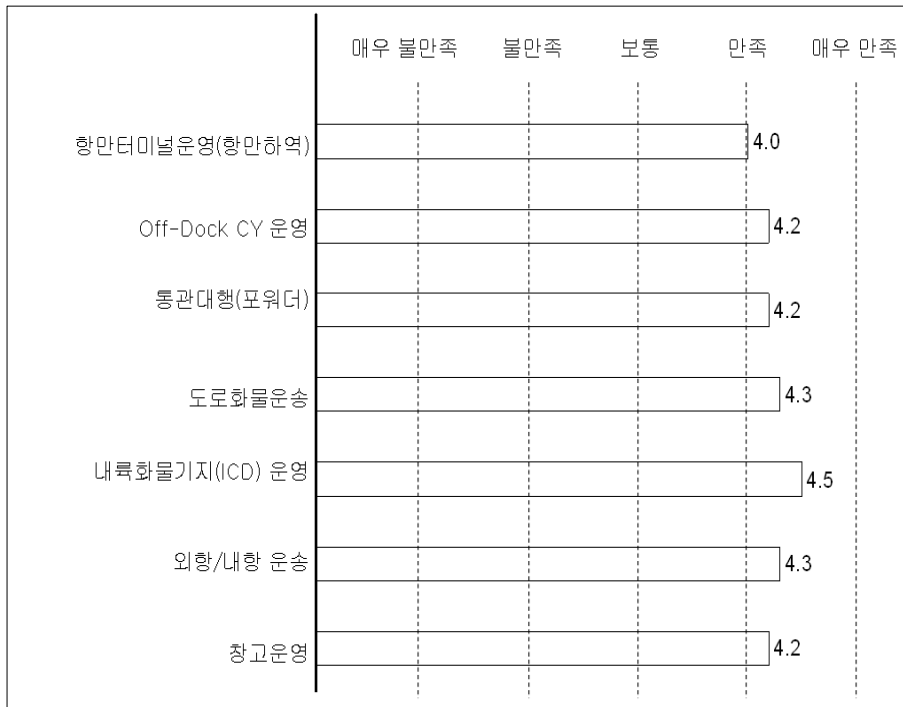 매우 불만족 불만족 보통 만족 매우 만족
항만터미널운영(항만하역) 4.0
Off-Dock CY 운영 4.2
통관대행(포워더) 4.2
도로화물운송 4.3
내륙화물기지(ICD) 운영 4.5
외항/내항 운송 4.3
창고운영 4.2